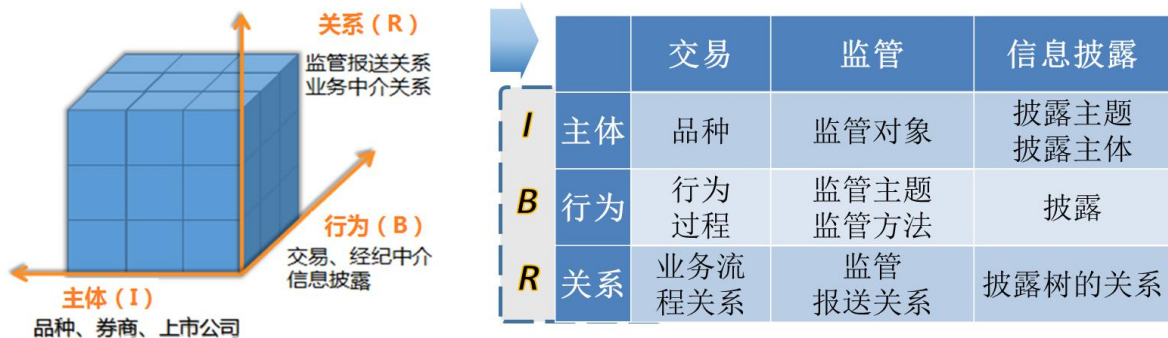 关系（R）
监管报送关系
业务中介关系
行为（B）
交易、经纪中介
信息披露
主体（I）
品种、券商、上市公司
交易 监管 信息披露
I 主体 品种 监管对象 披露主题
披露主体
B 行为 行为
过程 监管主题
监管方法 披露
R 关系 业务流
程关系 监管
报送关系 披露树的关系